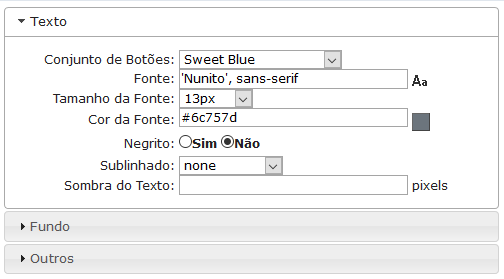 Texto
Conjunto de Botões: Sweet Blue
Fonte: 'Nunito', sans-serif Aa
Tamanho da Fonte: 13px
Cor da Fonte: #6c757d
Negrito: Sim Não
Sublinhado: none
Sombra do Texto: pixels
Fundo
Outros